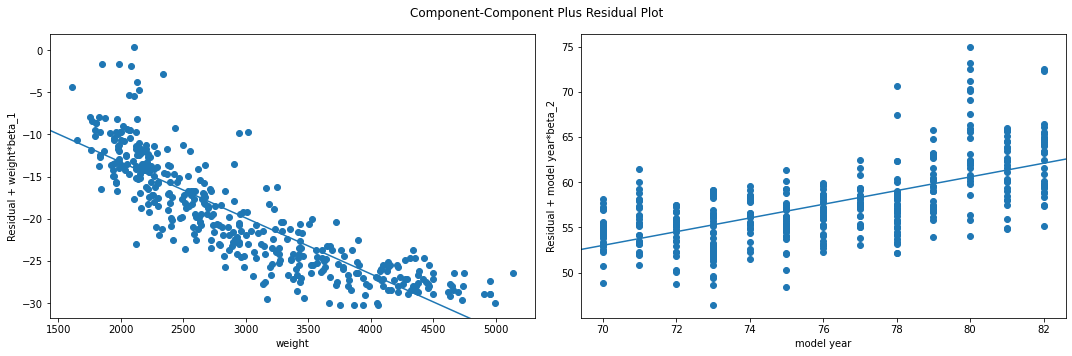 Component-Component Plus Residual Plot
Residual + weight*beta_1
0
−5
−10
−15
−20
−25
−30
1500 2000 2500 3000 3500 4000 4500 5000
weight
Residual + model year*beta_2
75
70
65
60
55
50
70 72 74 76 78 80 82
model year